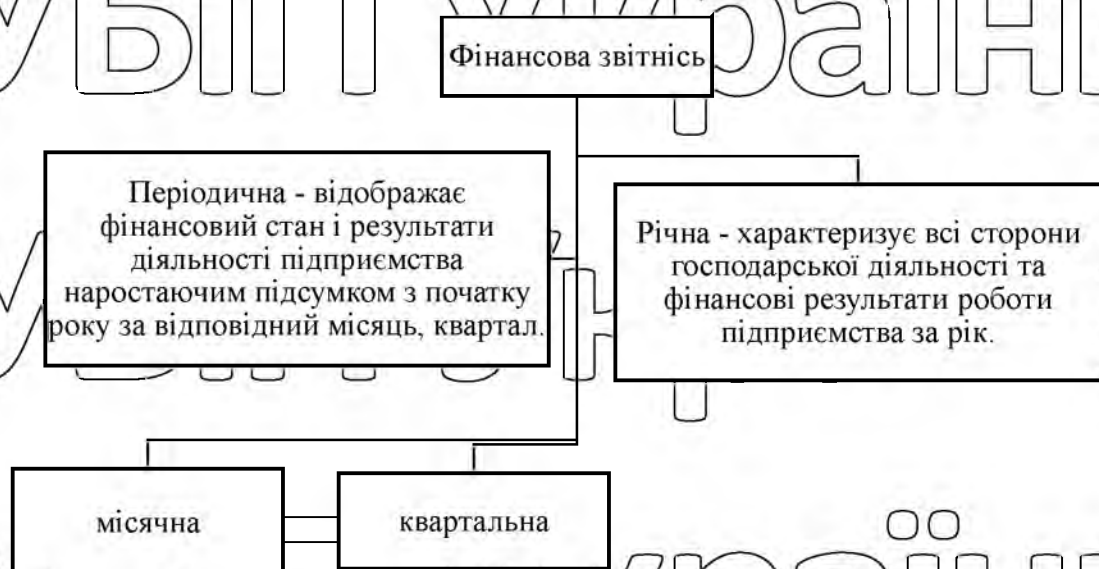 Фінансова звітнісь
Періодична - відображає
фінансовий стан і результати
діяльності підприємства
наростаючим підсумком з початку
року за відповідний місяць, квартал.
Річна - характеризує всі сторони
господарської діяльності та
фінансові результати роботи
підприємства за рік.
місячна
квартальна